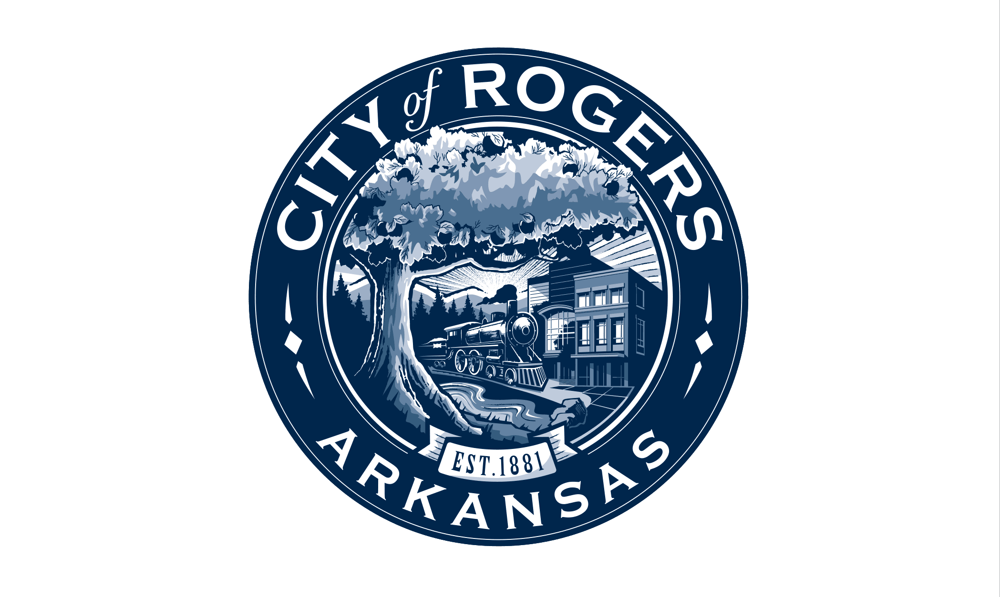 CITY of ROGERS
EST. 1881
ARKANSAS